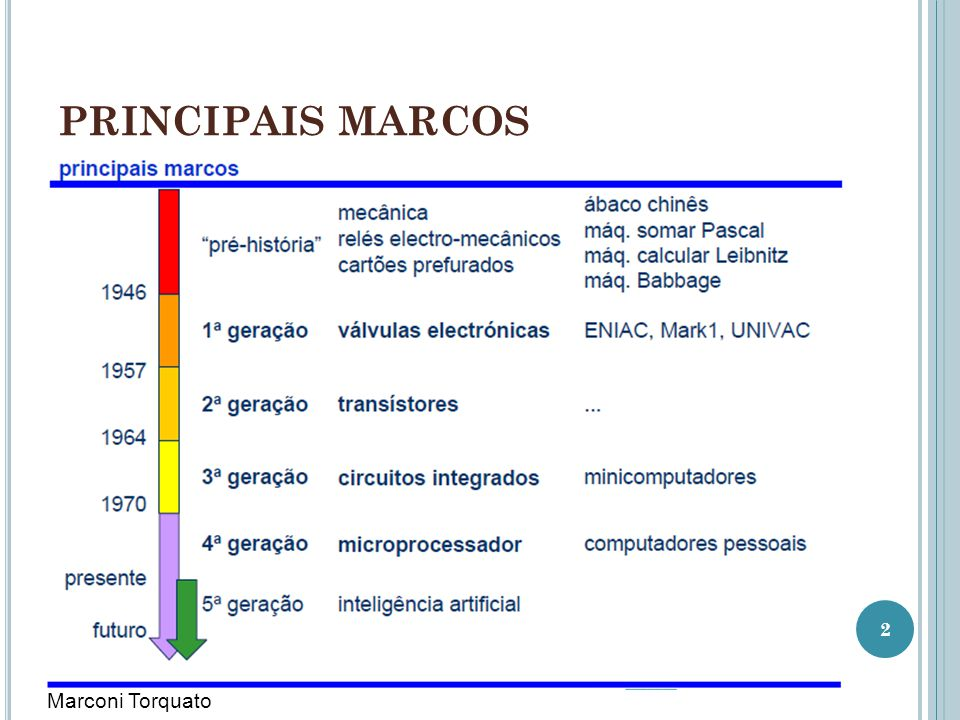 PRINCIPAIS MARCOS
principais marcos
"pré-história"
mecânica
relés electro-mecânicos
cartões prefurados
ábaco chinês
máq. somar Pascal
máq. calcular Leibnitz
máq. Babbage
1946
1ª geração válvulas electrónicas ENIAC, Mark1, UNIVAC
1957
2ª geração transístores ...
1964
3ª geração circuitos integrados minicomputadores
1970
4ª geração microprocessador computadores pessoais
presente
5ª geração inteligência artificial
futuro
2
Marconi Torquato